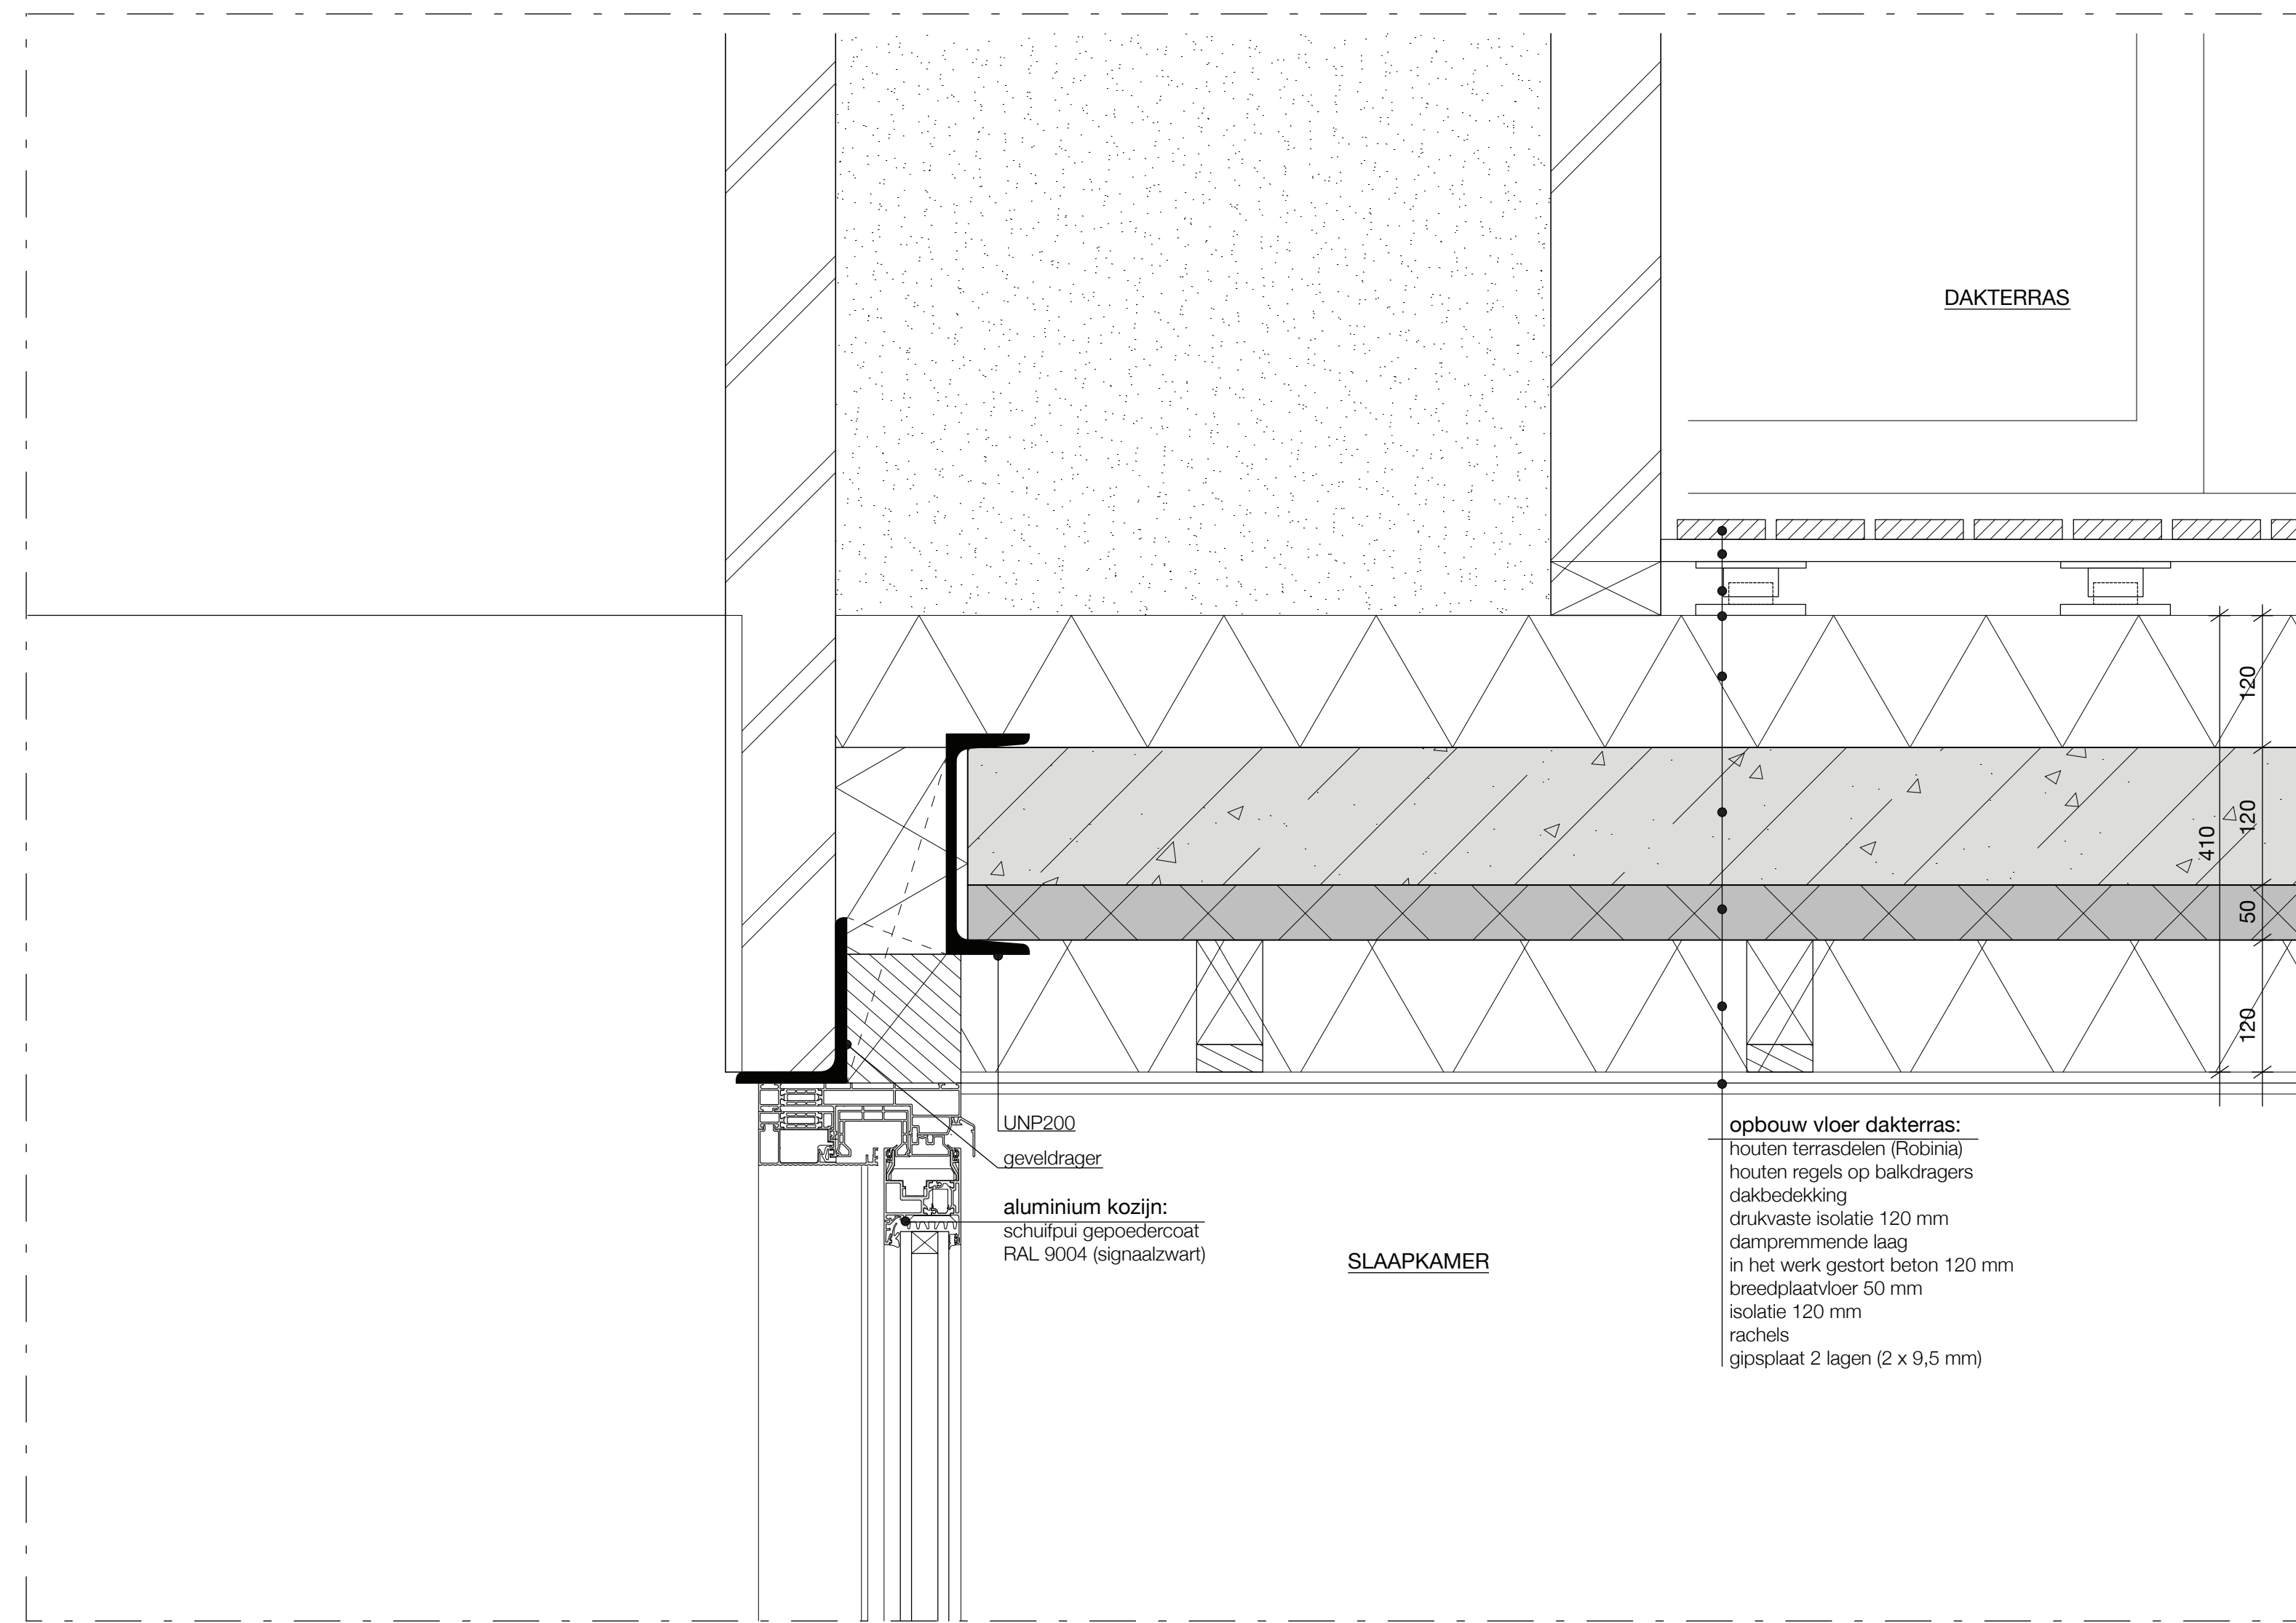 DAKTERRAS
120
120
410
50
120
UNP200
geveldrager
aluminium kozijn:
schuifpui gepoedercoat
RAL 9004 (signaalzwart)
SLAAPKAMER
opbouw vloer dakterras:
houten terrasdelen (Robinia)
houten regels op balkdragers
dakbedekking
drukvaste isolatie 120 mm
dampremmende laag
in het werk gestort beton 120 mm
breedplaatvloer 50 mm
isolatie 120 mm
rachels
gipsplaat 2 lagen (2 x 9,5 mm)